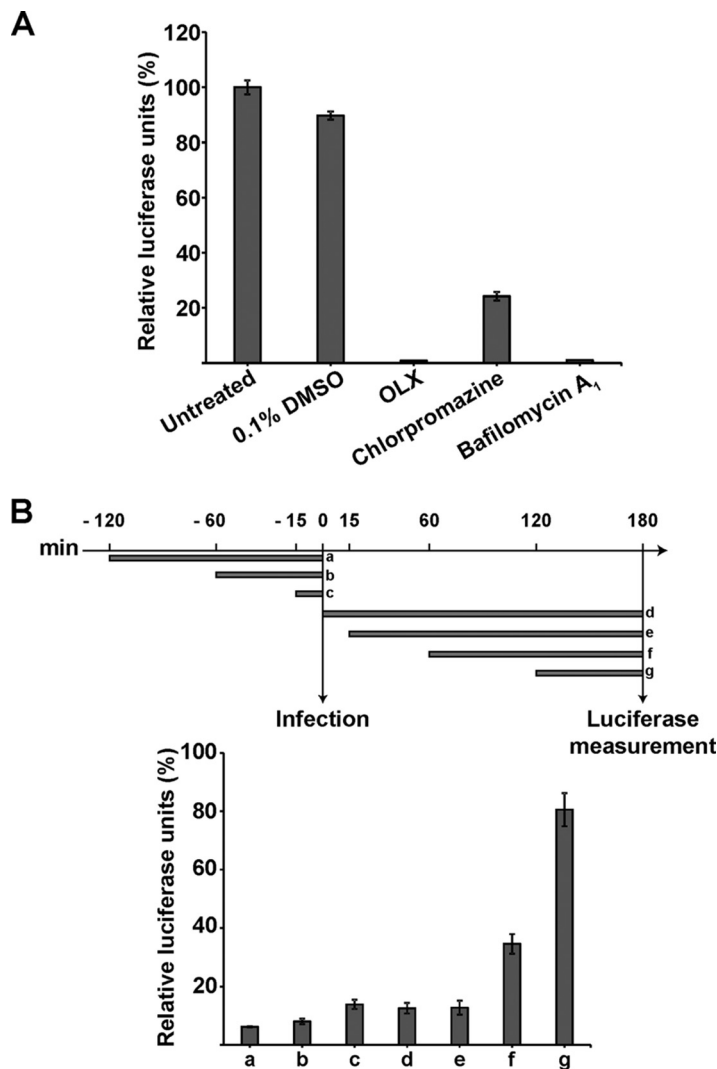 A
Relative luciferase units (%)
120
100
80
60
40
20
Untreated
0.1% DMSO
OLX
Chlorpromazine
Bafilomycin A₁
B
- 120 - 60 - 15 0 15 60 120 180
min
a
b
c
d
e
f
g
Infection
Luciferase
measurement
Relative luciferase units (%)
100
80
60
40
20
a b c d e f g